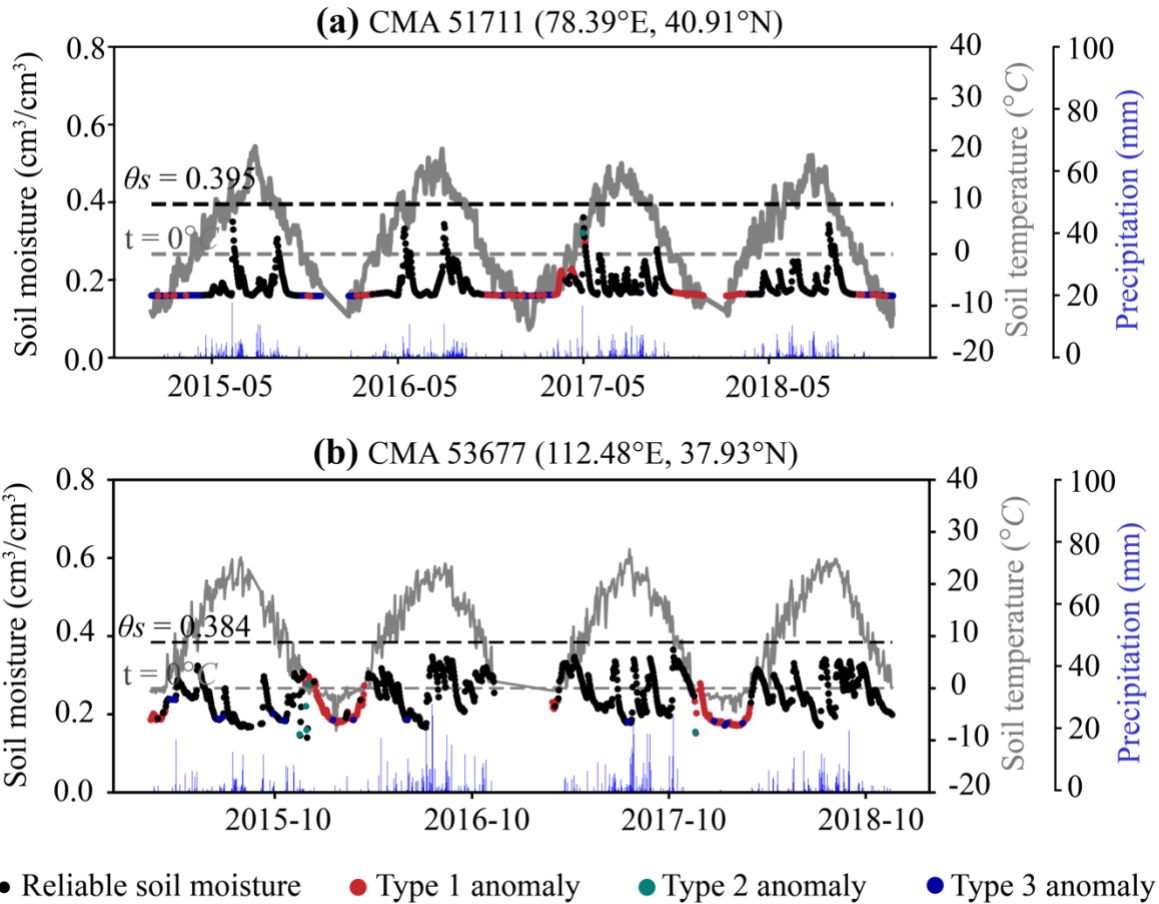 (a) CMA 51711 (78.39°E, 40.91°N)
Soil moisture (cm³/cm³)
0.8
0.6
0.4
0.2
0.0
θs = 0.395
t = 0°C
40
30
20
10
0
-10
-20
Soil temperature (°C)
100
80
60
40
20
0
Precipitation (mm)
2015-05 2016-05 2017-05 2018-05
(b) CMA 53677 (112.48°E, 37.93°N)
Soil moisture (cm³/cm³)
0.8
0.6
0.4
0.2
0.0
θs = 0.384
t = 0°C
40
30
20
10
0
-10
-20
Soil temperature (°C)
100
80
60
40
20
0
Precipitation (mm)
2015-10 2016-10 2017-10 2018-10
Reliable soil moisture Type 1 anomaly Type 2 anomaly Type 3 anomaly